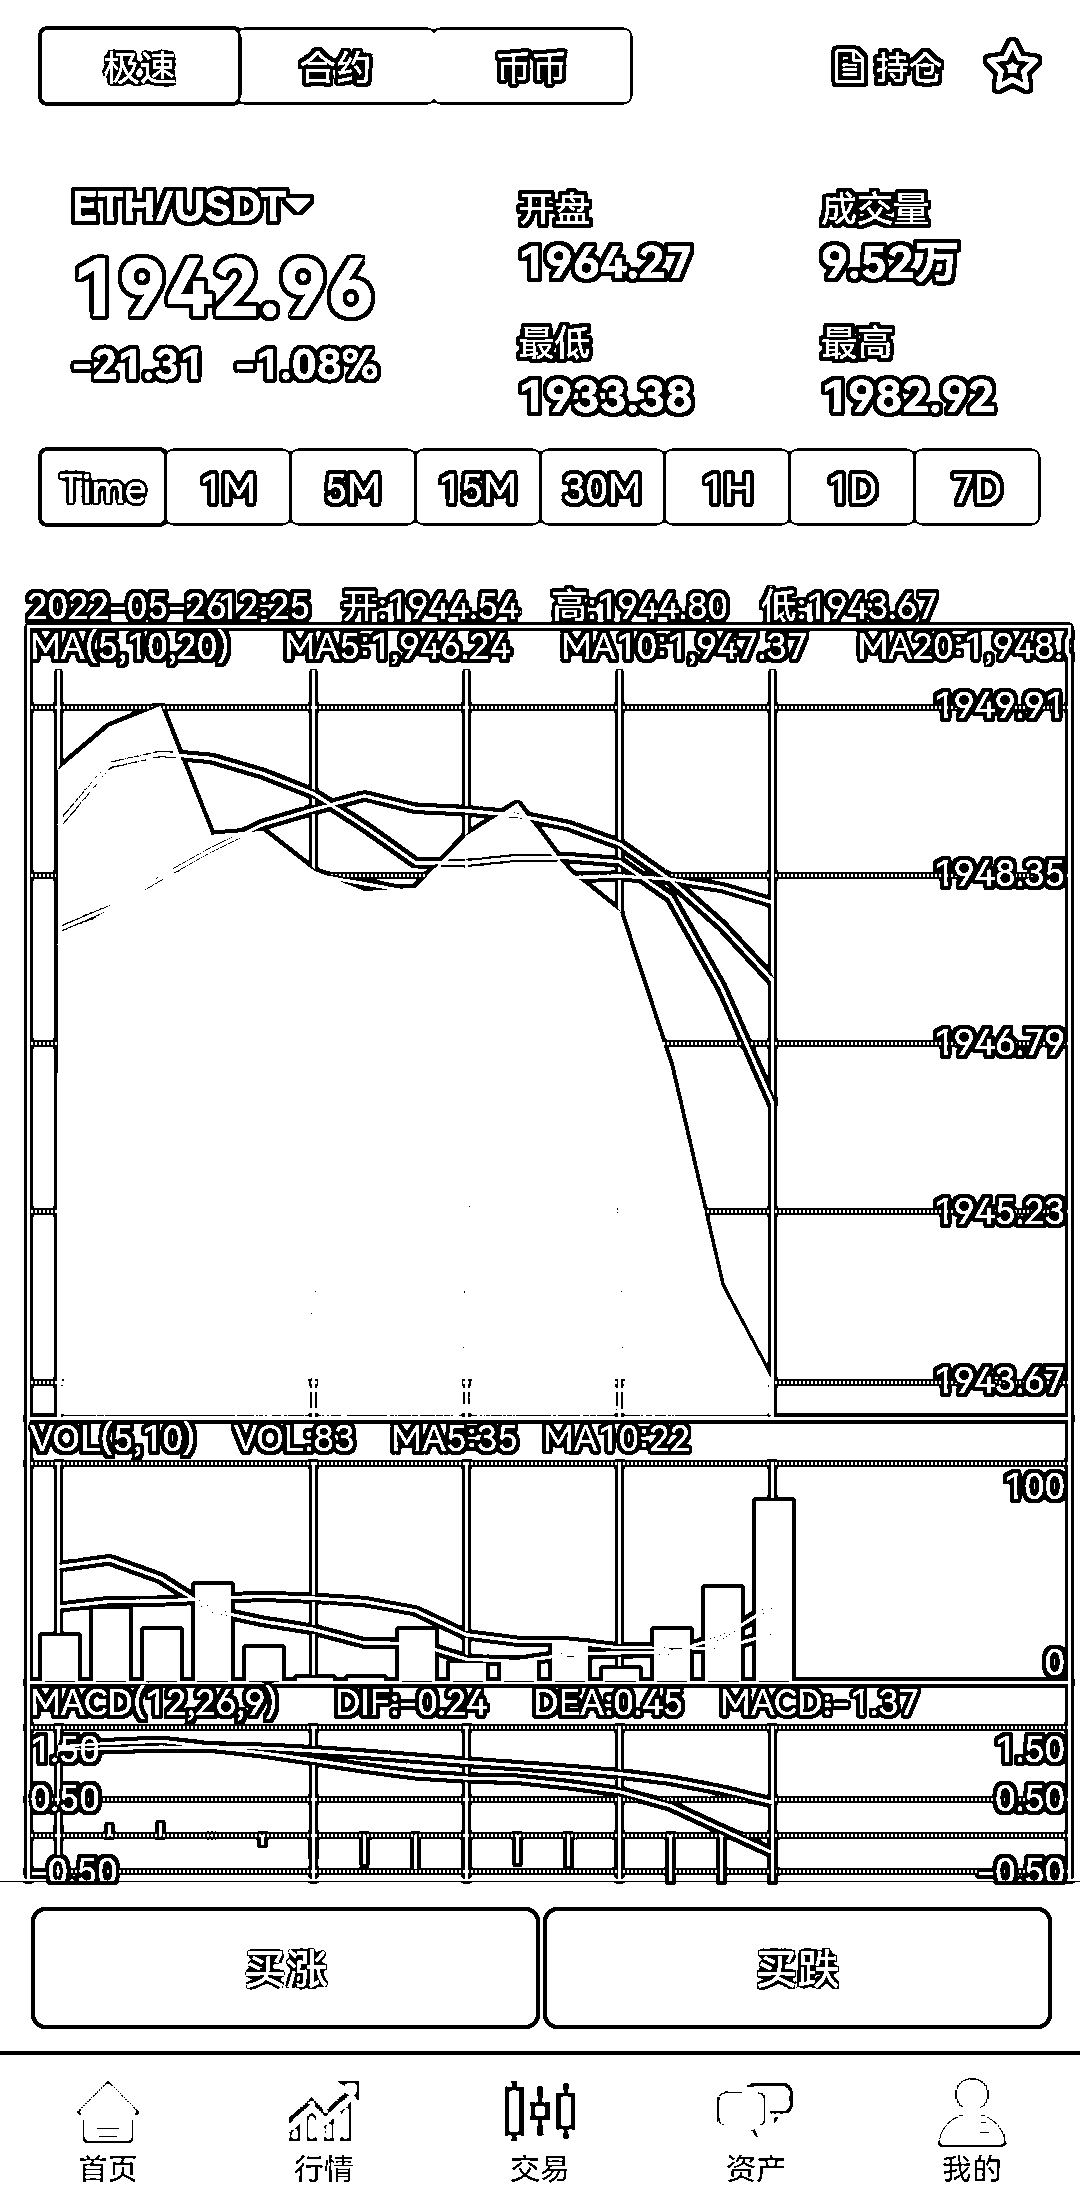 极速 合约 币币 持仓
ETH/USDT 开盘 成交量
1942.96 1964.27 9.52万
-21.31 -1.08% 最低 最高
1933.38 1982.92
Time 1M 5M 15M 30M 1H 1D 7D
2022-05-26 12:25 开:1944.54 高:1944.80 低:1943.67
MA(5,10,20) MA5:1,946.24 MA10:1,947.37 MA20:1,948.
1949.91
1948.35
1946.79
1945.23
1943.67
VOL(5,10) VOL:83 MA5:35 MA10:22
100
0
MACD(12,26,9) DIF:-0.24 DEA:0.45 MACD:-1.37
1.50 1.50
0.50 0.50
-0.50 -0.50
买涨 买跌
首页 行情 交易 资产 我的